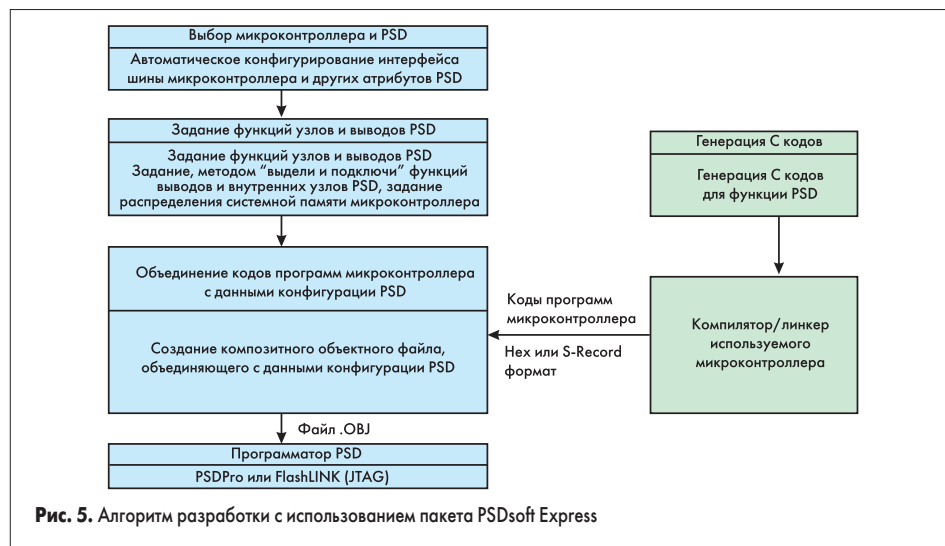 Выбор микроконтроллера и PSD
Автоматическое конфигурирование интерфейса
шины микроконтроллера и других атрибутов PSD
Задание функций узлов и выводов PSD
Задание функций узлов и выводов PSD
Задание, методом "выдели и подключи" функций
выводов и внутренних узлов PSD, задание
распределения системной памяти микроконтроллера
Генерация С кодов
Генерация С кодов
для функции PSD
Объединение кодов программ микроконтроллера
с данными конфигурации PSD
Создание композитного объектного файла,
объединяющего с данными конфигурации PSD
Коды программ
микроконтроллера
Hex или S-Record
формат
Компилятор/линкер
используемого
микроконтроллера
Файл .OBJ
Программатор PSD
PSDPro или FlashLINK (JTAG)
Рис. 5. Алгоритм разработки с использованием пакета PSDsoft Express